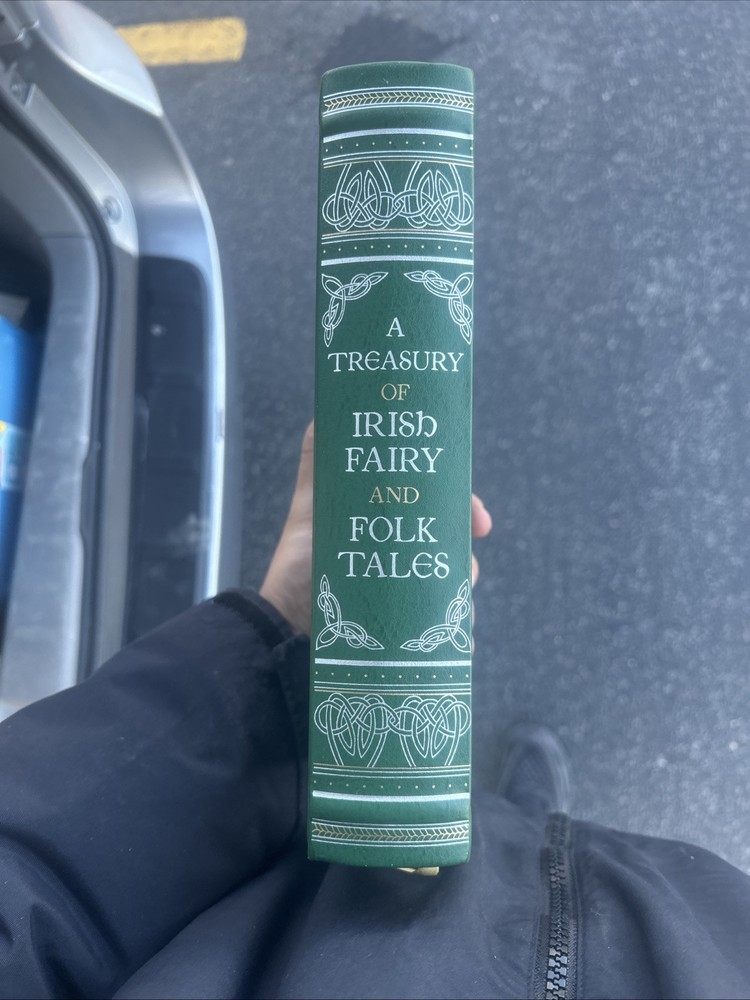 A
TREASURY
OF
IRISH
FAIRY
AND
FOLK
TALES